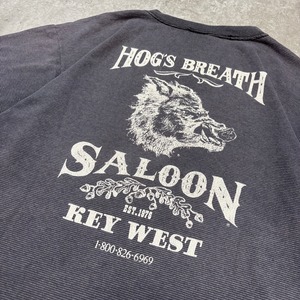 HOG'S BREATH
SALOON
EST. 1976
KEY WEST
1-800-826-6969